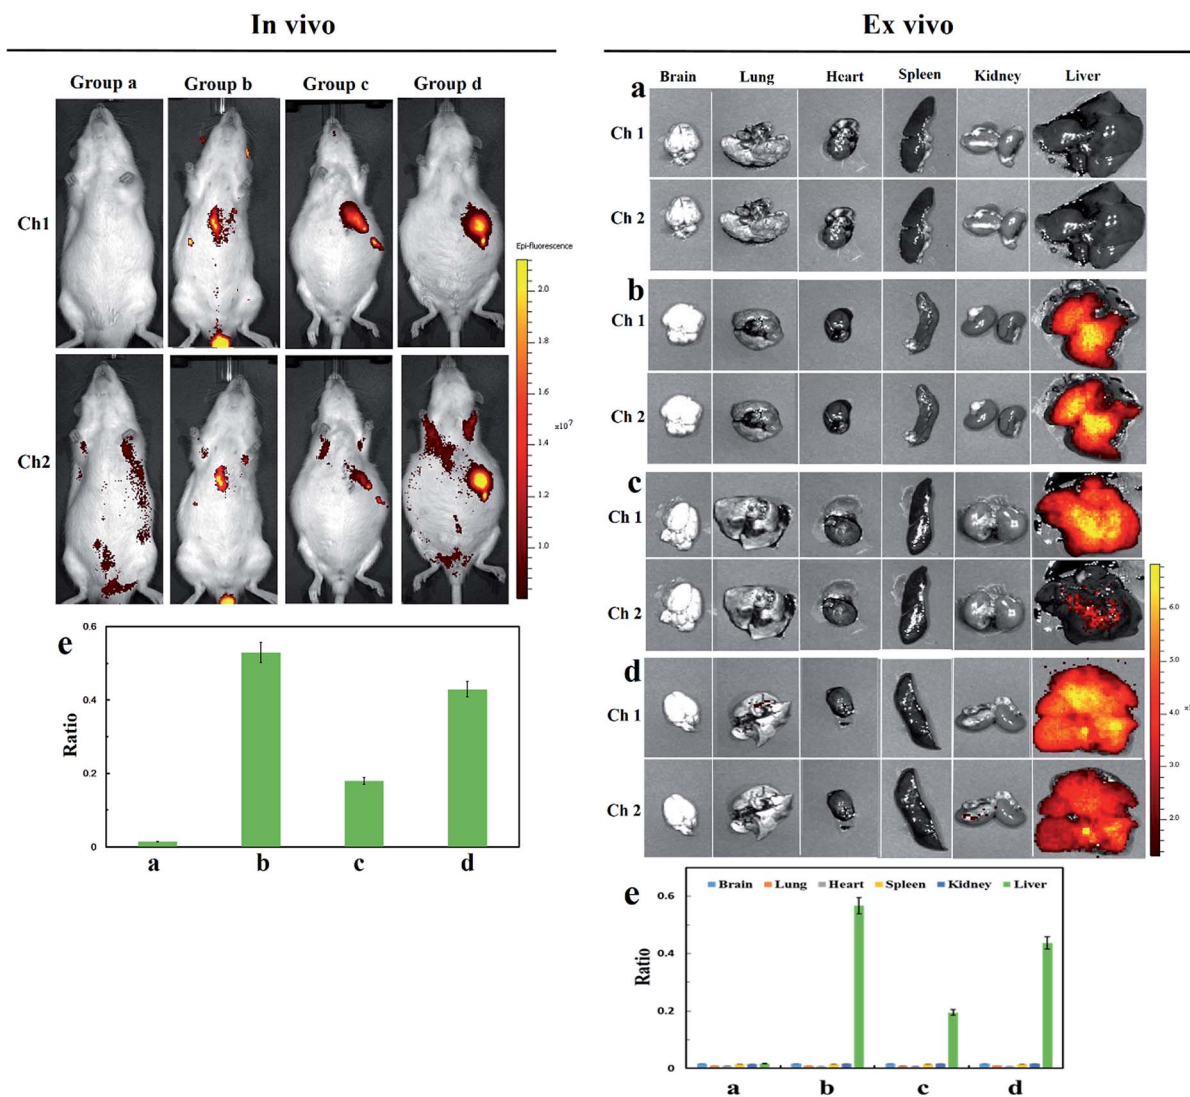 In vivo
Group a Group b Group c Group d
Ch1
Ch2
Epi-fluorescence
2.0
1.8
1.6
1.4
x10⁷
1.2
1.0
e
0.6
0.4
0.2
0
Ratio
a b c d
Ex vivo
Brain Lung Heart Spleen Kidney Liver
a
Ch 1
Ch 2
b
Ch 1
Ch 2
c
Ch 1
Ch 2
d
Ch 1
Ch 2
6.0
5.0
4.0
3.0
2.0
e
Brain Lung Heart Spleen Kidney Liver
0.6
0.4
0.2
0
Ratio
a b c d